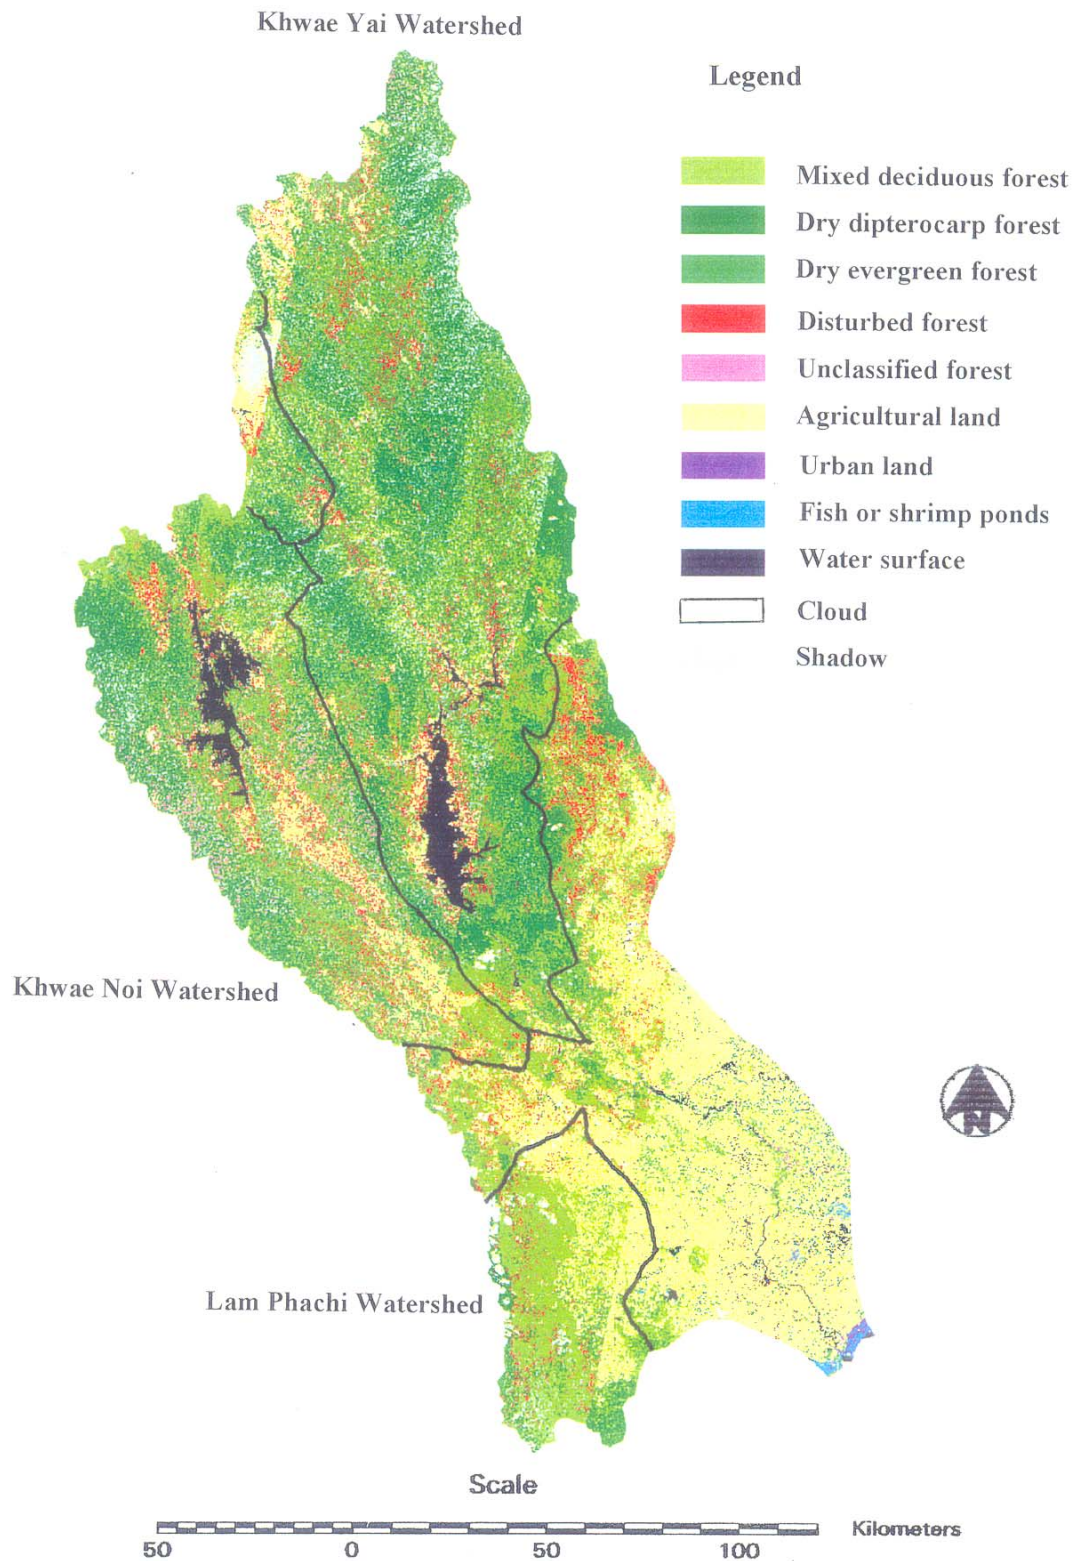 Khwae Yai Watershed
Legend
Mixed deciduous forest
Dry dipterocarp forest
Dry evergreen forest
Disturbed forest
Unclassified forest
Agricultural land
Urban land
Fish or shrimp ponds
Water surface
Cloud
Shadow
Khwae Noi Watershed
N
Lam Phachi Watershed
Scale
Kilometers
50 0 50 100